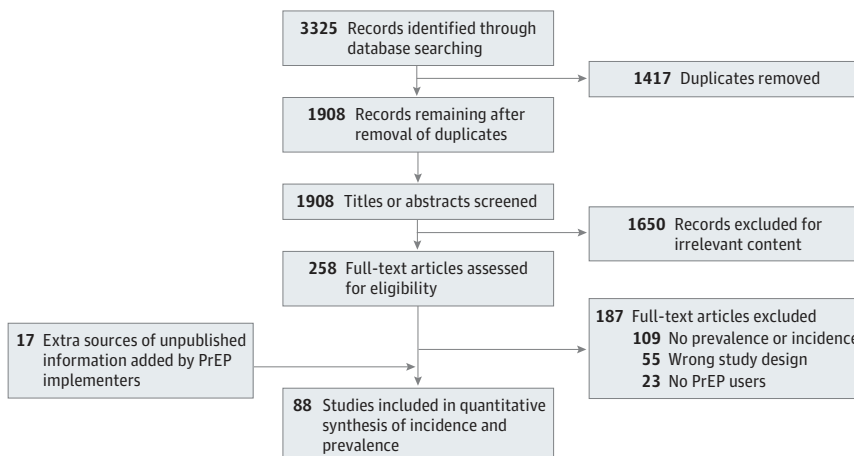 3325 Records identified through
database searching
1417 Duplicates removed
1908 Records remaining after
removal of duplicates
1908 Titles or abstracts screened
1650 Records excluded for
irrelevant content
258 Full-text articles assessed
for eligibility
187 Full-text articles excluded
109 No prevalence or incidence
55 Wrong study design
23 No PrEP users
17 Extra sources of unpublished
information added by PrEP
implementers
88 Studies included in quantitative
synthesis of incidence and
prevalence